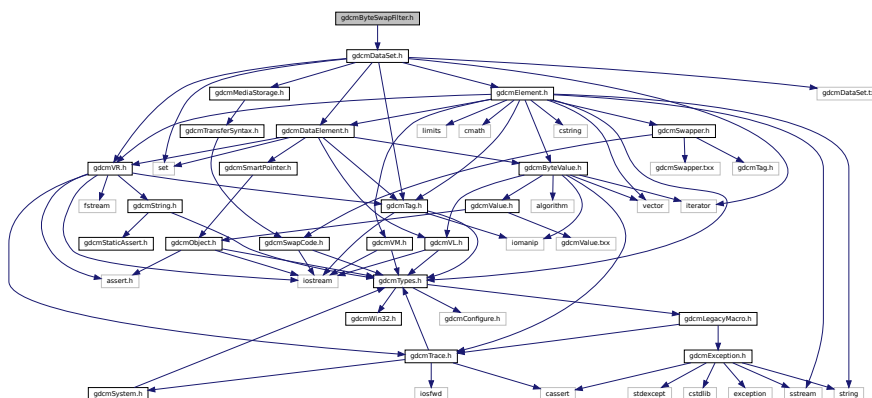 gdcmByteSwapFilter.h
gdcmDataSet.h
gdcmMediaStorage.h
gdcmElement.h
gdcmTransferSyntax.h
gdcmDataElement.h
limits
cmath
cstring
gdcmSwapper.h
gdcmVR.h
set
gdcmSmartPointer.h
gdcmByteValue.h
gdcmSwapper.txx
gdcmTag.h
fstream
gdcmString.h
gdcmTag.h
gdcmValue.h
algorithm
vector
iterator
gdcmStaticAssert.h
gdcmObject.h
gdcmSwapCode.h
gdcmVM.h
gdcmVL.h
iomanip
gdcmValue.txx
assert.h
iostream
gdcmTypes.h
gdcmWin32.h
gdcmConfigure.h
gdcmLegacyMacro.h
gdcmTrace.h
gdcmException.h
gdcmSystem.h
iosfwd
cassert
stdexcept
cstdlib
exception
sstream
string